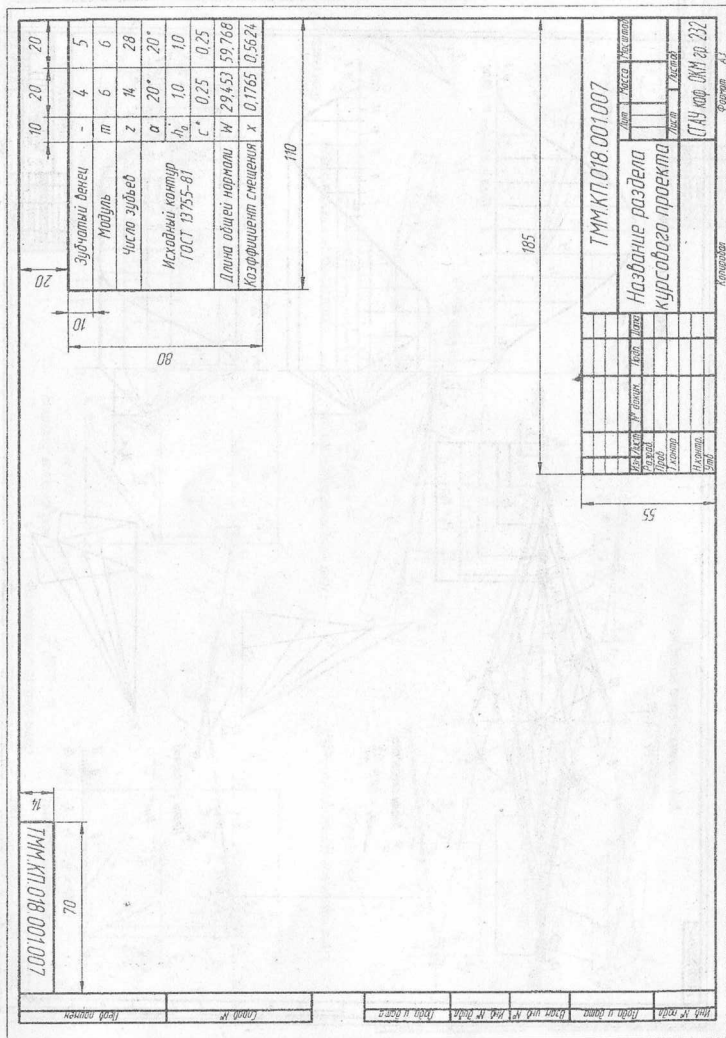 ТММ.КП.018.001.007
14
70
20
10 20 20
10
80
110
Зубчатый венец - 4 5
Модуль m 6 6
Число зубьев z 14 28
Исходный контур
ГОСТ 13755-81
α 20° 20°
1,0 1,0
c* 0,25 0,25
Длина общей нормали W 29,453 59,768
Коэффициент смещения x 0,1765 0,5624
185
55
ТММ.КП.018.001.007
Название раздела
курсового проекта
Лит Масса Масштаб
Лист Листов
СГАУ каф. ОКМ гр. 232
Изм Лист № докум. Подп. Дата
Разраб
Пров
Т.контр
Н.контр.
Утв
Копировал
Формат
Перв. примен
Справ №
Подп и дата
Инв № дубл
Взам инв №
Подп и дата
Инв № подл